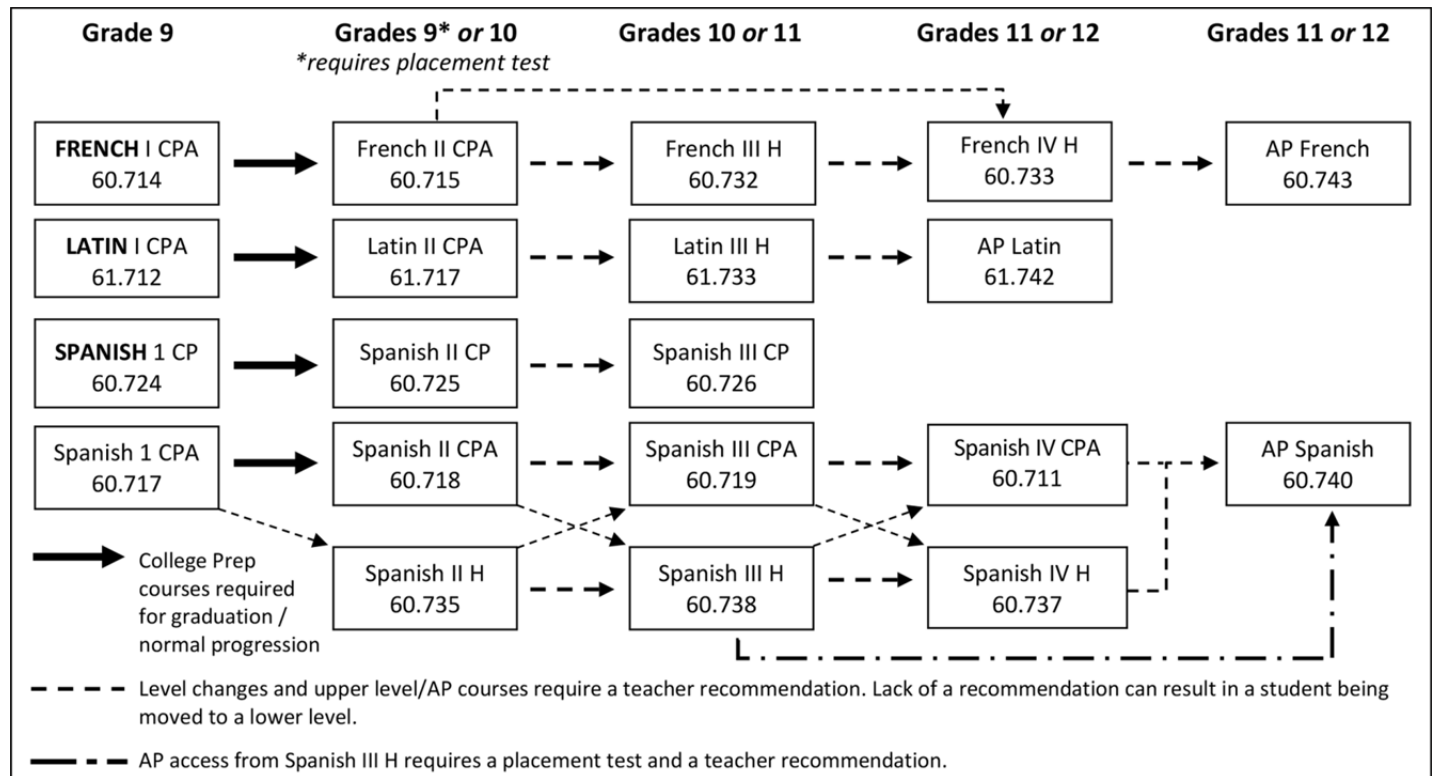 Grade 9
Grades 9* or 10
Grades 10 or 11
Grades 11 or 12
Grades 11 or 12
*requires placement test
FRENCH I CPA
60.714
French II CPA
60.715
French III H
60.732
French IV H
60.733
AP French
60.743
LATIN I CPA
61.712
Latin II CPA
61.717
Latin III H
61.733
AP Latin
61.742
SPANISH 1 CP
60.724
Spanish II CP
60.725
Spanish III CP
60.726
Spanish 1 CPA
60.717
Spanish II CPA
60.718
Spanish III CPA
60.719
Spanish IV CPA
60.711
AP Spanish
60.740
Spanish II H
60.735
Spanish III H
60.738
Spanish IV H
60.737
College Prep
courses required
for graduation /
normal progression
Level changes and upper level/AP courses require a teacher recommendation. Lack of a recommendation can result in a student being
moved to a lower level.
AP access from Spanish III H requires a placement test and a teacher recommendation.